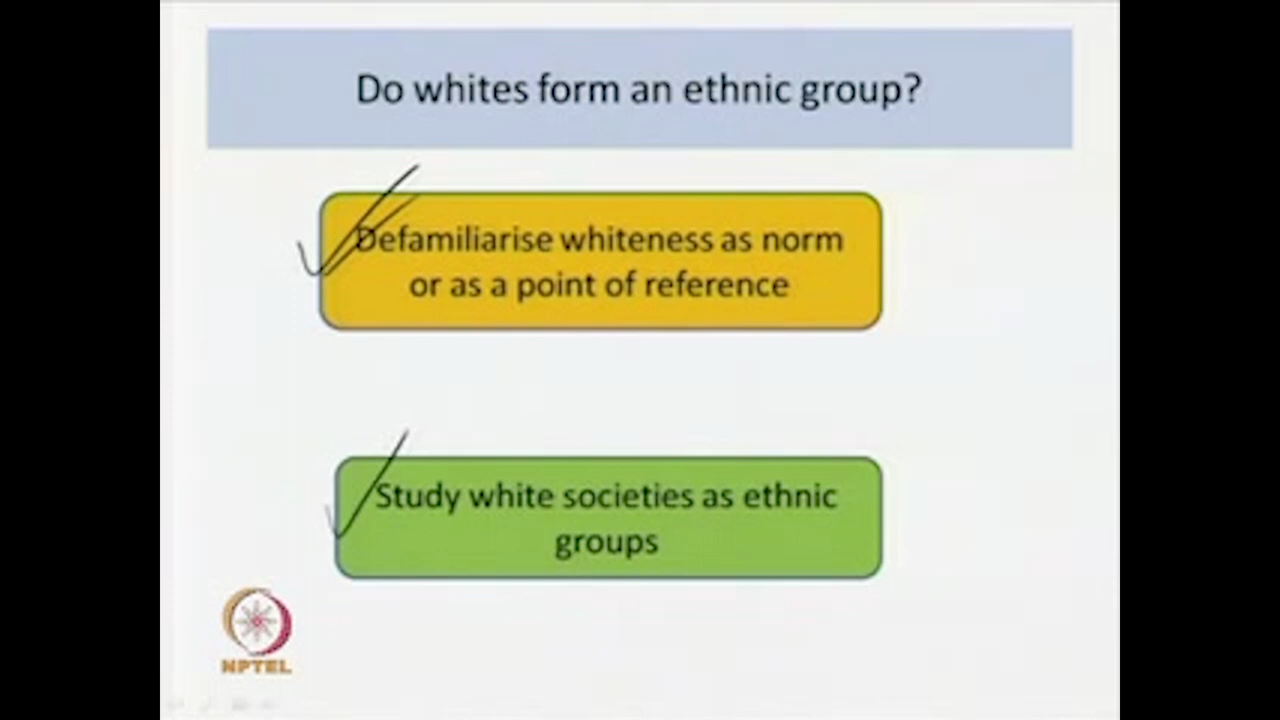 Do whites form an ethnic group?
Defamiliarise whiteness as norm
or as a point of reference
Study white societies as ethnic
groups
NPTEL